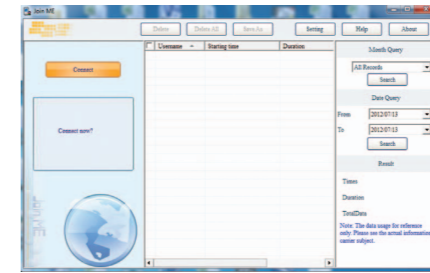 Join ME
Delete Delete All Save As Setting Help About
Connect
Connect now?
Username Starting time Duration
Month Query
All Records
Search
Date Query
From 2012/07/13
To 2012/07/13
Search
Result
Times
Duration
TotalData
Note: The data usage for reference
only. Please see the actual information
carrier subject.